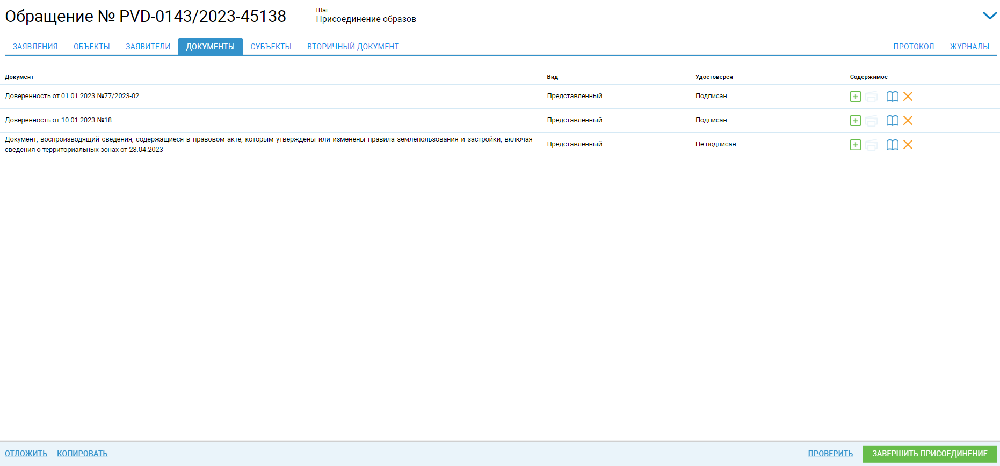 Обращение № PVD-0143/2023-45138
Шаг:
Присоединение образов
ЗАЯВЛЕНИЯ ОБЪЕКТЫ ЗАЯВИТЕЛИ ДОКУМЕНТЫ СУБЪЕКТЫ ВТОРИЧНЫЙ ДОКУМЕНТ ПРОТОКОЛ ЖУРНАЛЫ
Документ Вид Удостоверен Содержимое
Доверенность от 01.01.2023 №77/2023-02 Представленный Подписан
Доверенность от 10.01.2023 №18 Представленный Подписан
Документ, воспроизводящий сведения, содержащиеся в правовом акте, которым утверждены или изменены правила землепользования и застройки, включая
сведения о территориальных зонах от 28.04.2023 Представленный Не подписан
ОТЛОЖИТЬ КОПИРОВАТЬ ПРОВЕРИТЬ ЗАВЕРШИТЬ ПРИСОЕДИНЕНИЕ